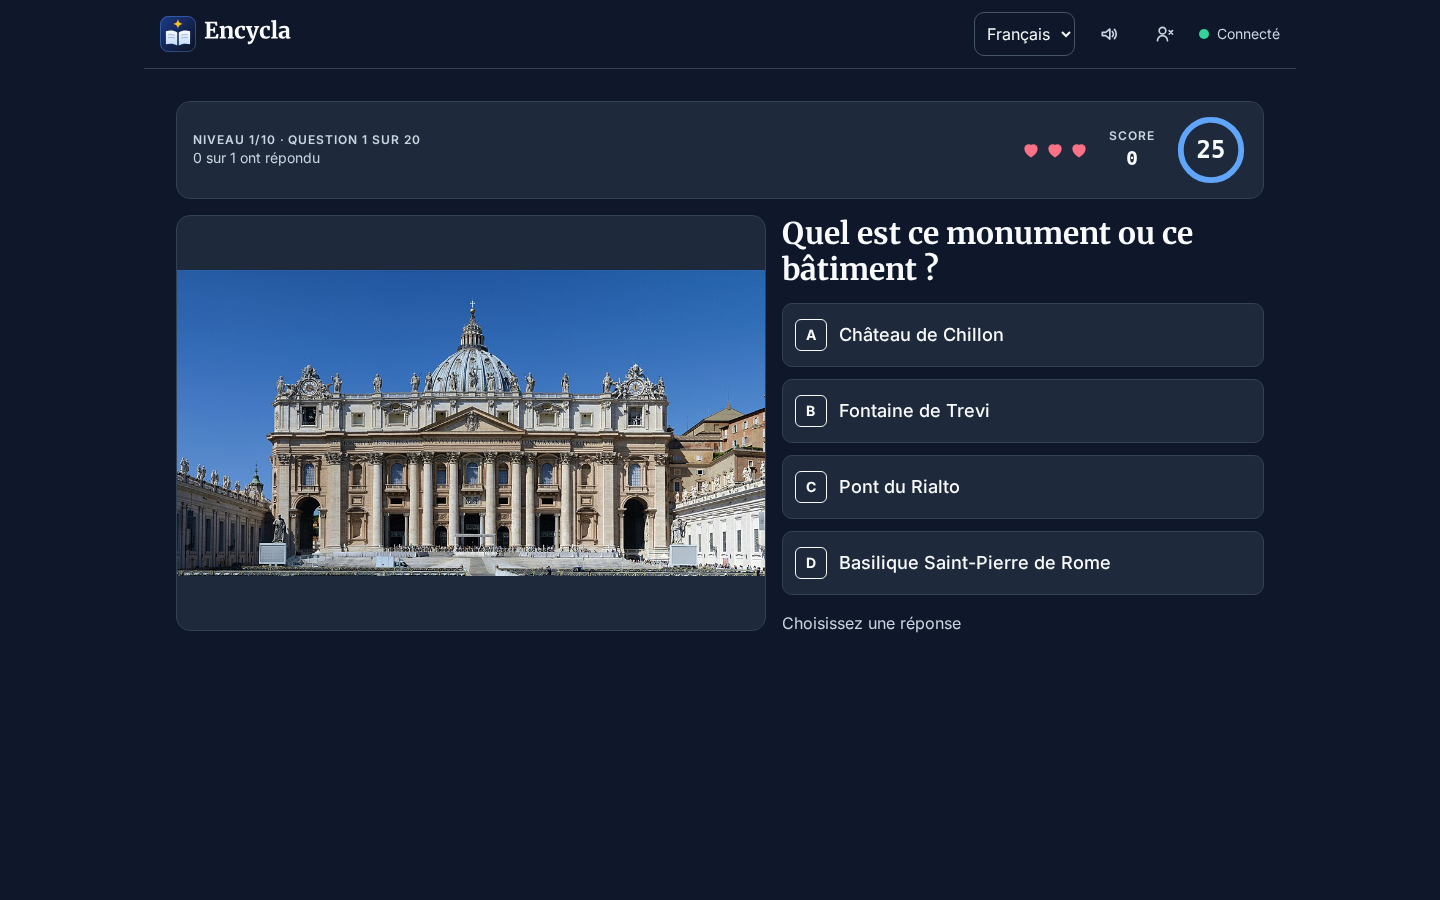 Encycla
Français
Connecté
NIVEAU 1/10 · QUESTION 1 SUR 20
0 sur 1 ont répondu
SCORE
0
25
Quel est ce monument ou ce
bâtiment ?
A Château de Chillon
B Fontaine de Trevi
C Pont du Rialto
D Basilique Saint-Pierre de Rome
Choisissez une réponse